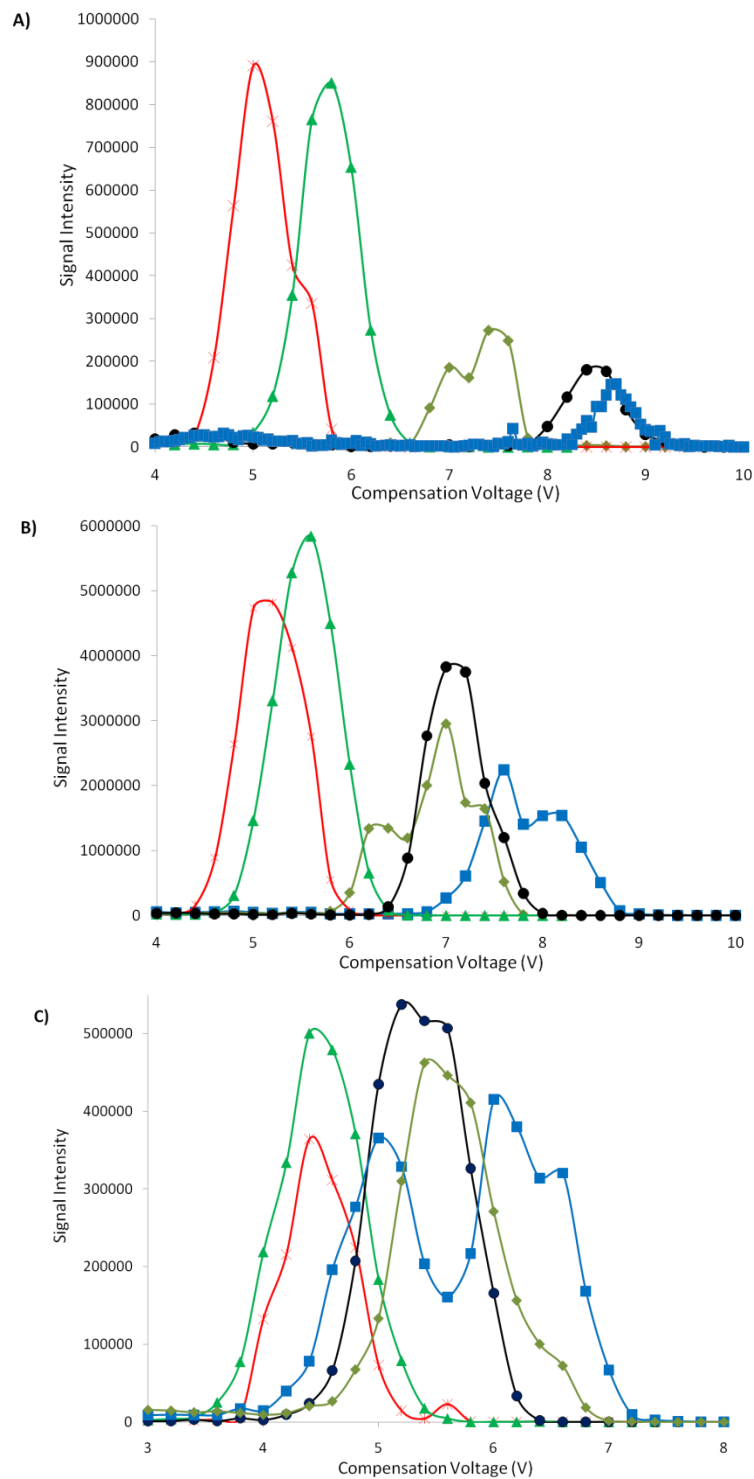 A)
1000000
900000
800000
700000
600000
500000
400000
300000
200000
100000
0
Signal Intensity
4 5 6 7 8 9 10
Compensation Voltage (V)
B)
6000000
5000000
4000000
3000000
2000000
1000000
0
Signal Intensity
4 5 6 7 8 9 10
Compensation Voltage (V)
C)
500000
400000
300000
200000
100000
0
Signal Intensity
3 4 5 6 7 8
Compensation Voltage (V)